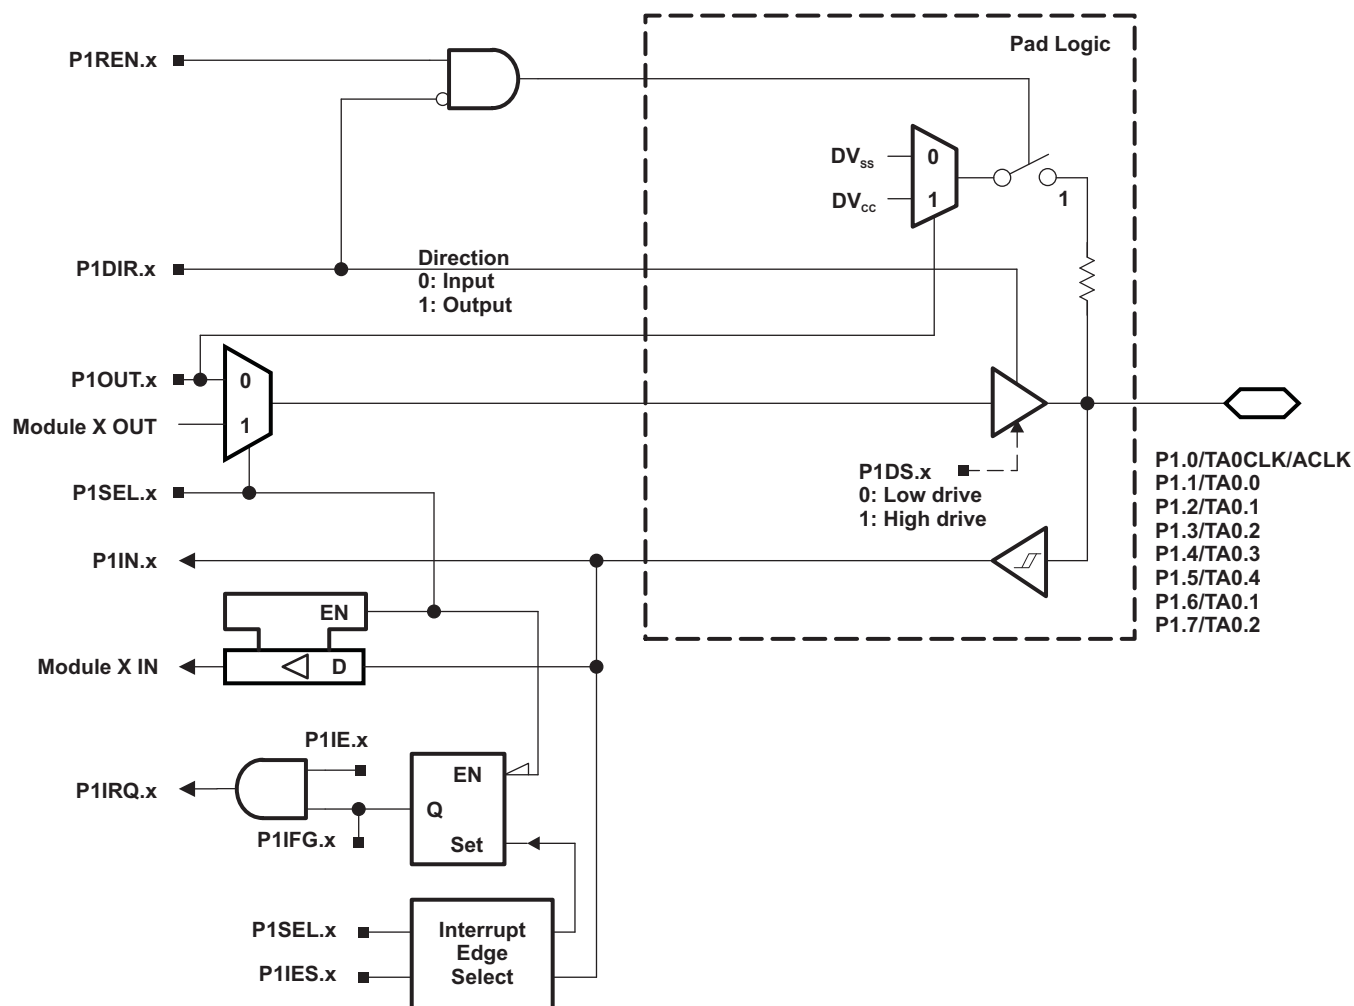 Pad Logic
P1REN.x
DVss
0
DVcc
1
1
P1DIR.x
Direction
0: Input
1: Output
P1OUT.x
0
Module X OUT
1
P1DS.x
0: Low drive
1: High drive
P1.0/TA0CLK/ACLK
P1.1/TA0.0
P1.2/TA0.1
P1.3/TA0.2
P1.4/TA0.3
P1.5/TA0.4
P1.6/TA0.1
P1.7/TA0.2
P1SEL.x
P1IN.x
EN
Module X IN
D
P1IE.x
P1IRQ.x
EN
Q
P1IFG.x
Set
P1SEL.x
P1IES.x
Interrupt
Edge
Select